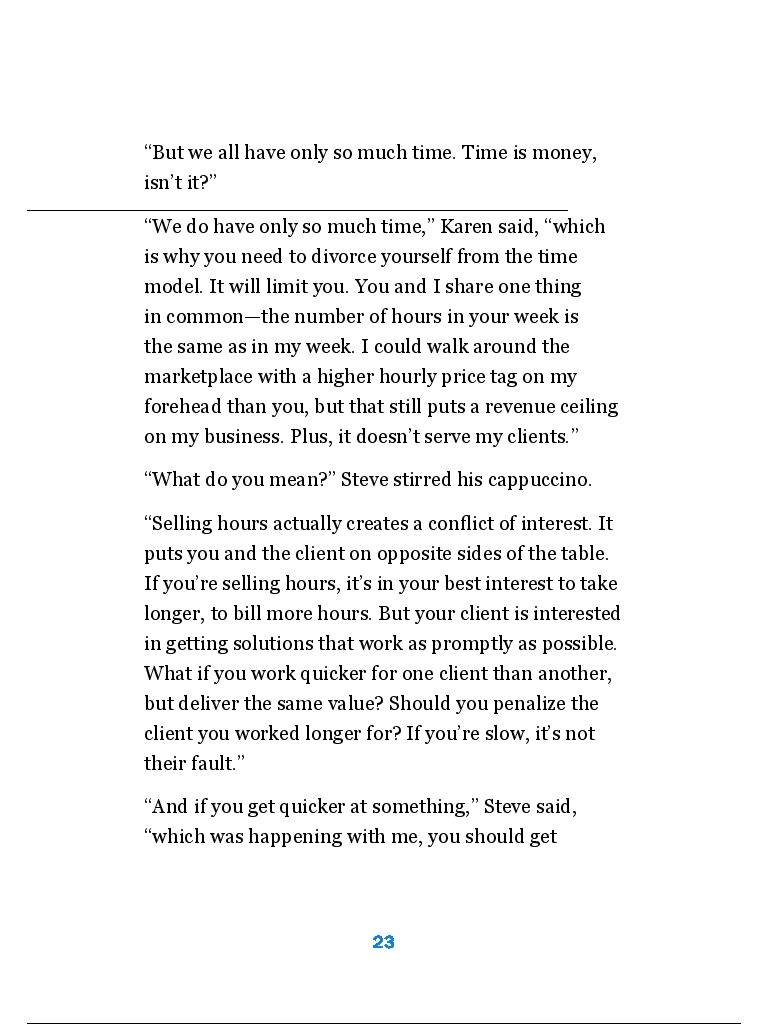 “But we all have only so much time. Time is money,
isn’t it?”
“We do have only so much time,” Karen said, “which
is why you need to divorce yourself from the time
model. It will limit you. You and I share one thing
in common—the number of hours in your week is
the same as in my week. I could walk around the
marketplace with a higher hourly price tag on my
forehead than you, but that still puts a revenue ceiling
on my business. Plus, it doesn’t serve my clients.”
“What do you mean?” Steve stirred his cappuccino.
“Selling hours actually creates a conflict of interest. It
puts you and the client on opposite sides of the table.
If you’re selling hours, it’s in your best interest to take
longer, to bill more hours. But your client is interested
in getting solutions that work as promptly as possible.
What if you work quicker for one client than another,
but deliver the same value? Should you penalize the
client you worked longer for? If you’re slow, it’s not
their fault.”
“And if you get quicker at something,” Steve said,
“which was happening with me, you should get
23